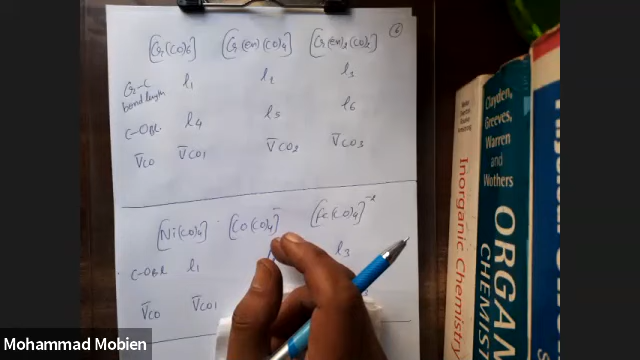 6
[Cr(CO)6] [Cr(en)(CO)4] [Cr(en)2(CO)2]
Cr-C bond length l1 l2 l3
C-O BL. l4 l5 l6
V̄CO V̄CO1 V̄CO2 V̄CO3
[Ni(CO)4] [Co(CO)4]⁻ [Fe(CO)4]⁻²
C-O BL l1 l3
V̄CO V̄CO1
Inorganic Chemistry
Clayden,
Greeves,
Warren
and
Wothers
ORGAN
Mohammad Mobien